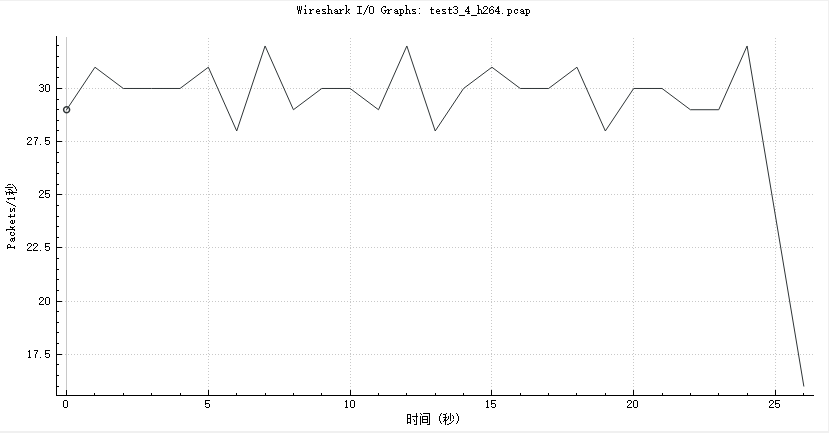 Wireshark I/O Graphs: test3_4_h264.pcap
30
27.5
25
22.5
20
17.5
Packets/1秒
0 5 10 15 20 25
时间 (秒)